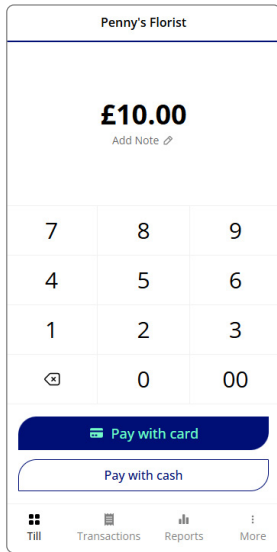 Penny's Florist
£10.00
Add Note
7 8 9
4 5 6
1 2 3
0 00
Pay with card
Pay with cash
Till Transactions Reports More